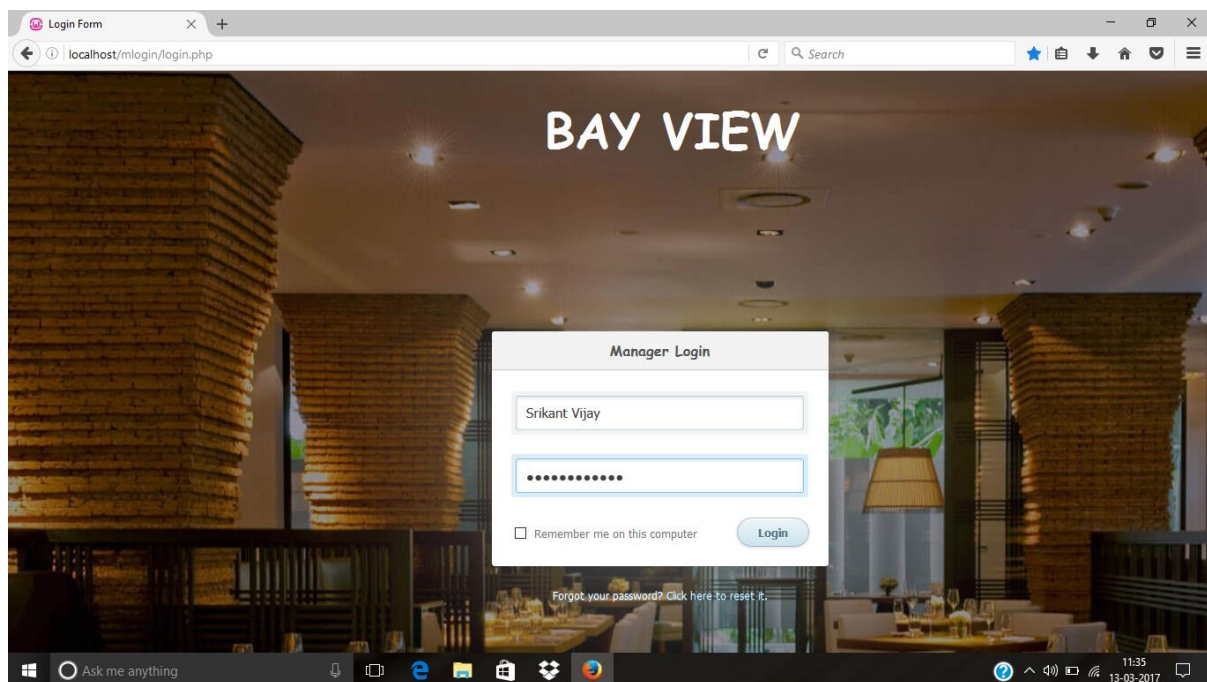 Login Form
localhost/mlogin/login.php
Search
BAY VIEW
Manager Login
Srikant Vijay
••••••••••••
Remember me on this computer
Login
Forgot your password? Click here to reset it.
Ask me anything
11:35
13-03-2017